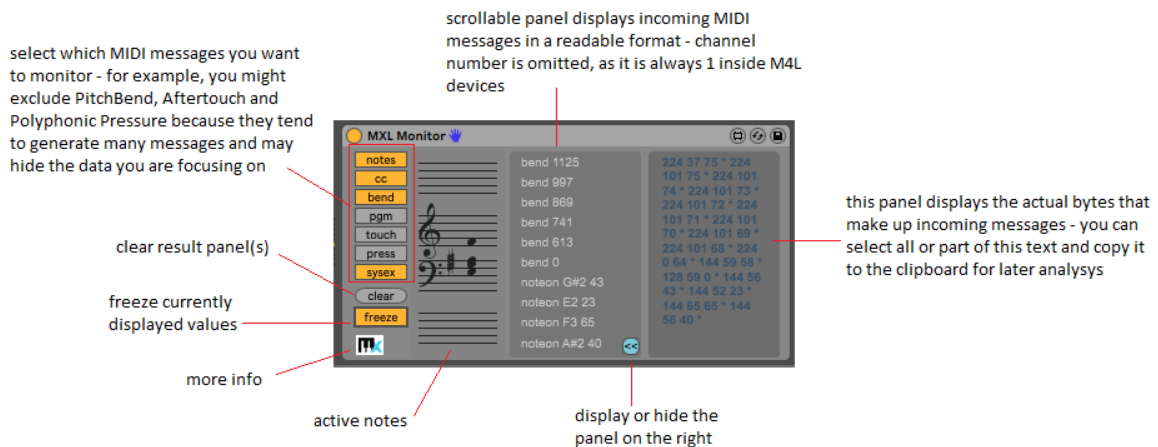 scrollable panel displays incoming MIDI
messages in a readable format - channel
number is omitted, as it is always 1 inside M4L
devices
select which MIDI messages you want
to monitor - for example, you might
exclude PitchBend, Aftertouch and
Polyphonic Pressure because they tend
to generate many messages and may
hide the data you are focusing on
clear result panel(s)
freeze currently
displayed values
more info
active notes
MXL Monitor
notes
cc
bend
pgm
touch
press
sysex
clear
freeze
mx
bend 1125
bend 997
bend 869
bend 741
bend 613
bend 0
noteon G#2 43
noteon E2 23
noteon F3 65
noteon A#2 40
<<
224 37 75 * 224
101 75 * 224 101
74 * 224 101 73 *
224 101 72 * 224
101 71 * 224 101
70 * 224 101 69 *
224 101 68 * 224
0 64 * 144 59 58 *
128 59 0 * 144 56
43 * 144 52 23 *
144 65 65 * 144
58 40 *
this panel displays the actual bytes that
make up incoming messages - you can
select all or part of this text and copy it
to the clipboard for later analysys
display or hide the
panel on the right